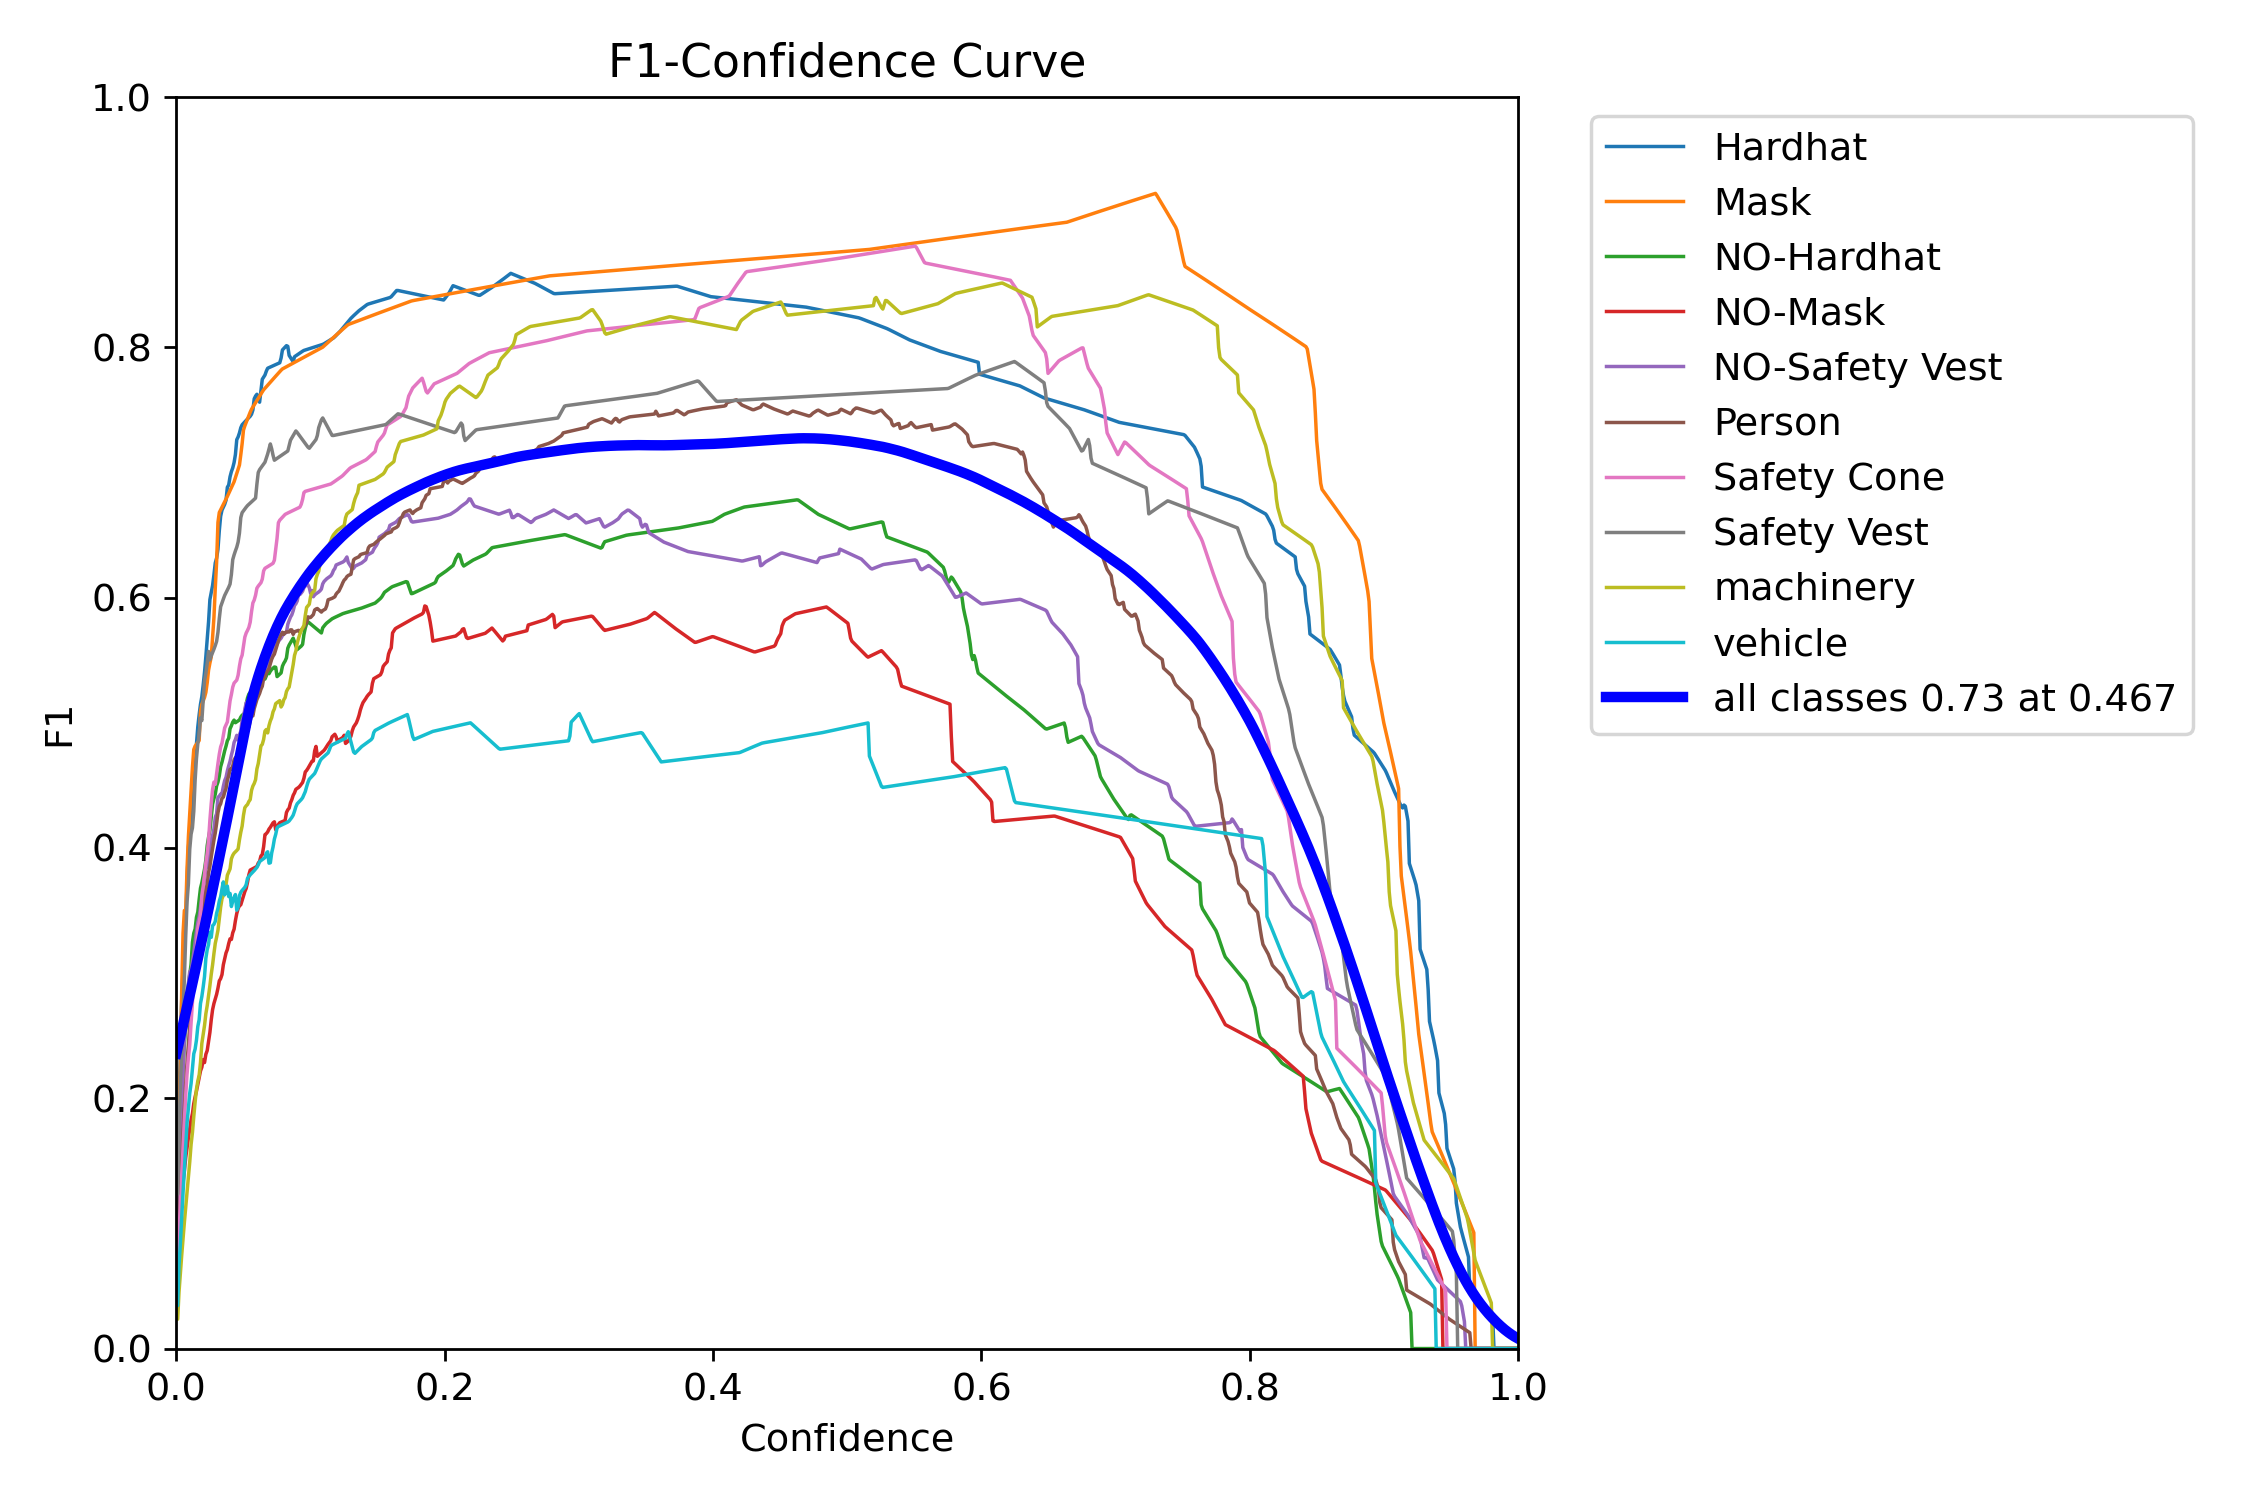 F1-Confidence Curve
1.0
0.8
0.6
0.4
0.2
0.0
F1
0.0 0.2 0.4 0.6 0.8 1.0
Confidence
Hardhat
Mask
NO-Hardhat
NO-Mask
NO-Safety Vest
Person
Safety Cone
Safety Vest
machinery
vehicle
all classes 0.73 at 0.467